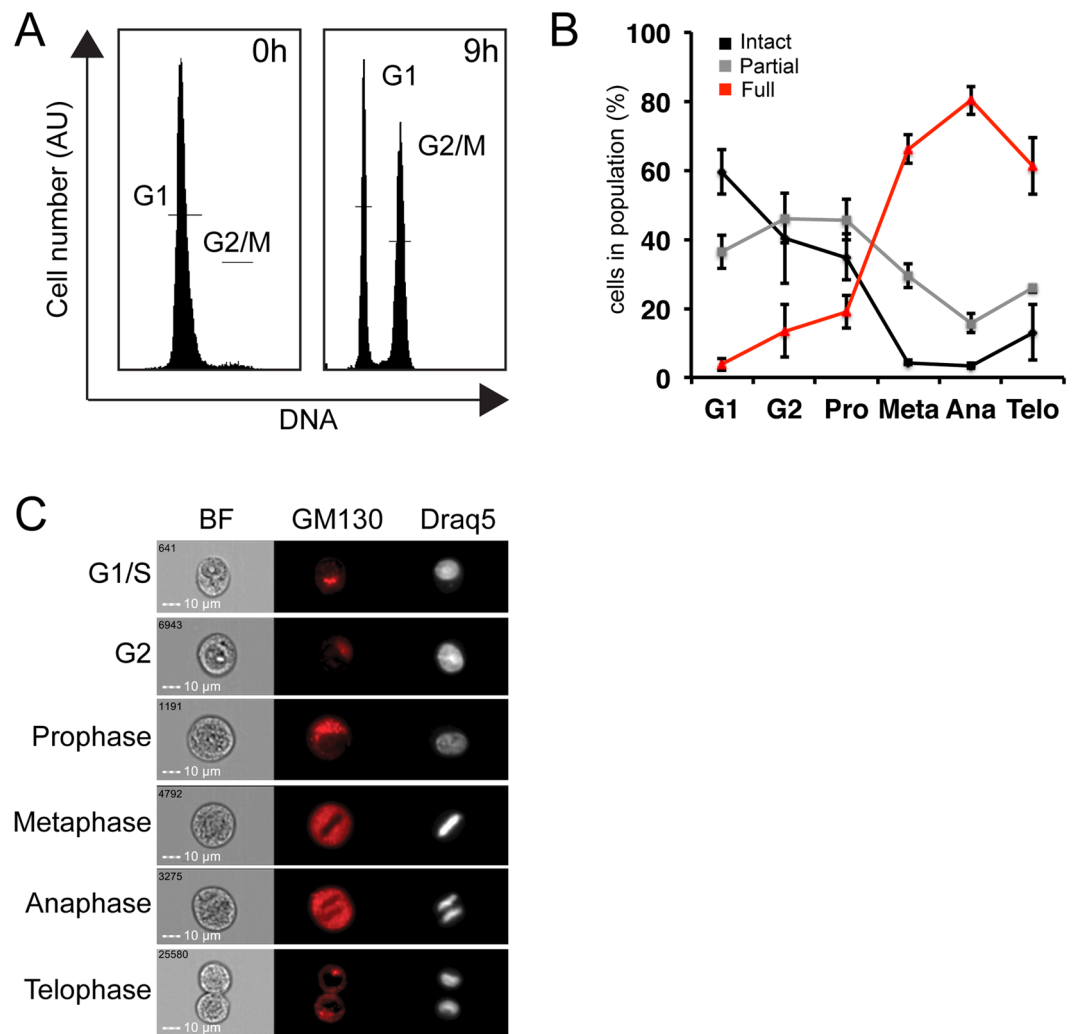 A
0h
9h
G1
G2/M
G1
G2/M
Cell number (AU)
DNA
B
Intact
Partial
Full
cells in population (%)
100
80
60
40
20
0
G1 G2 Pro Meta Ana Telo
C
BF GM130 Draq5
G1/S
641
10 µm
G2
6943
10 µm
Prophase
1191
10 µm
Metaphase
4792
10 µm
Anaphase
3275
10 µm
Telophase
25580
10 µm